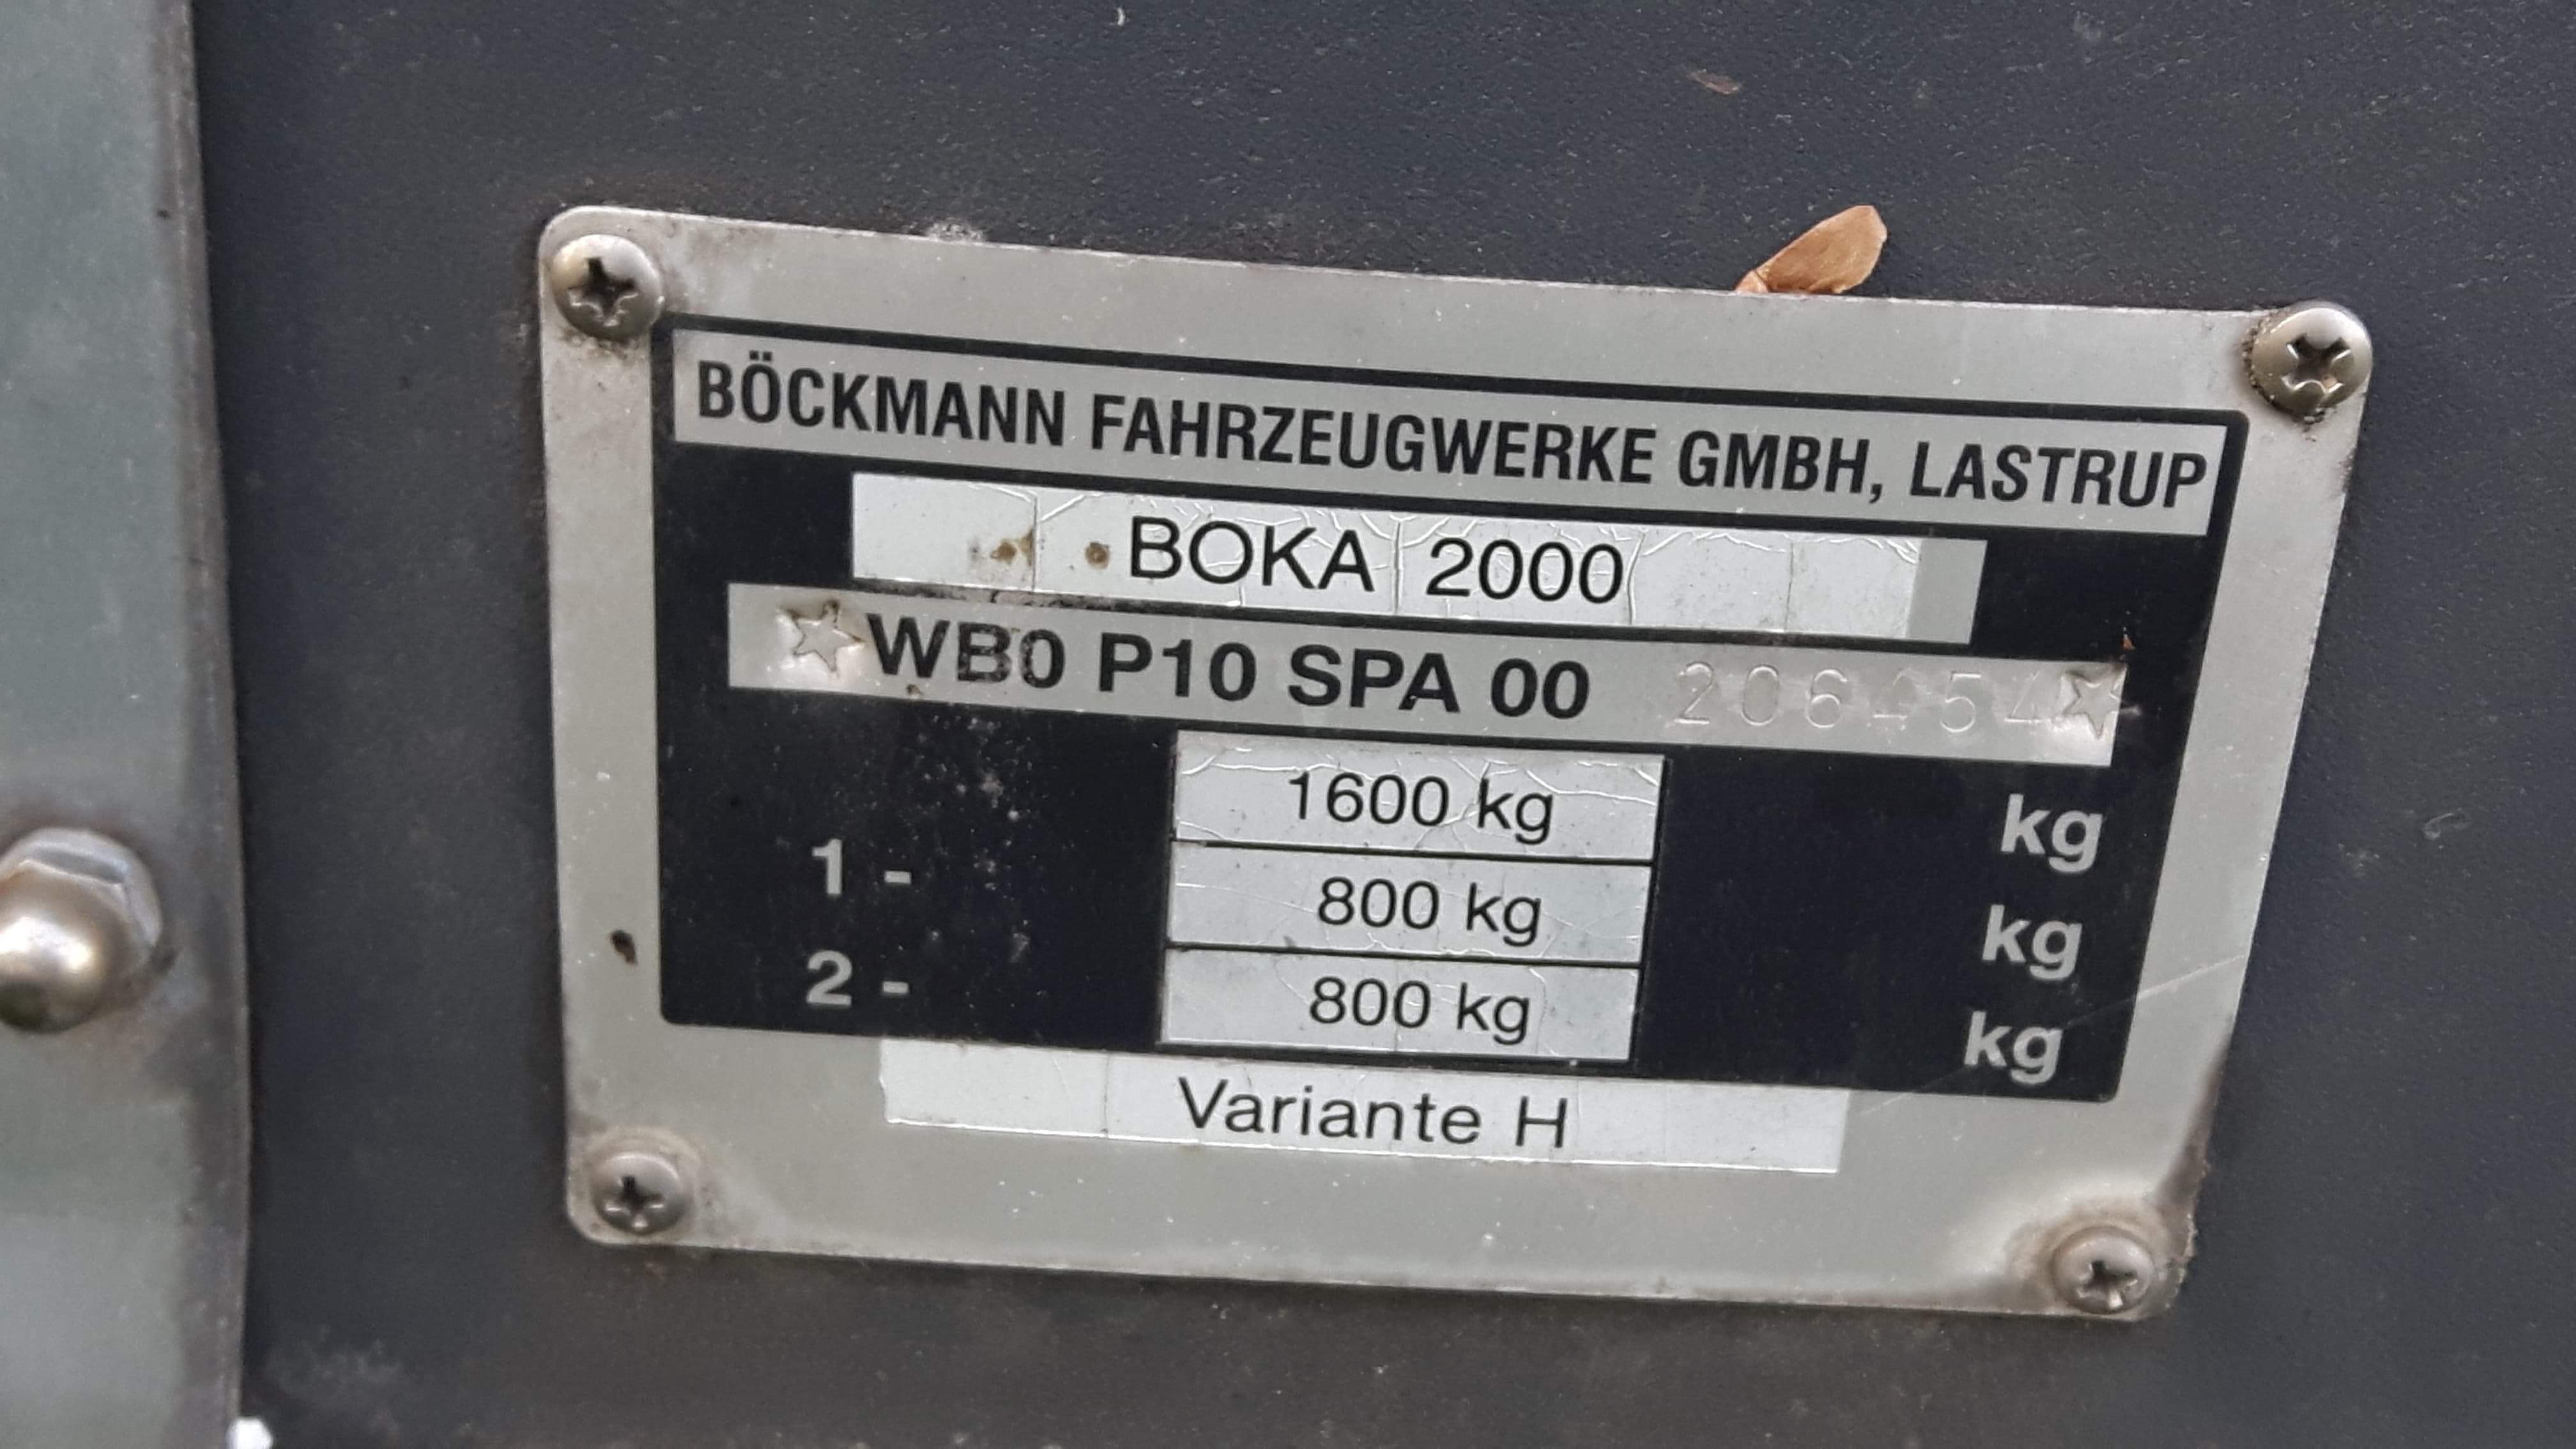 BÖCKMANN FAHRZEUGWERKE GMBH, LASTRUP
BOKA 2000
WB0 P10 SPA 00
1600 kg kg
1 - 800 kg kg
2 - 800 kg kg
Variante H